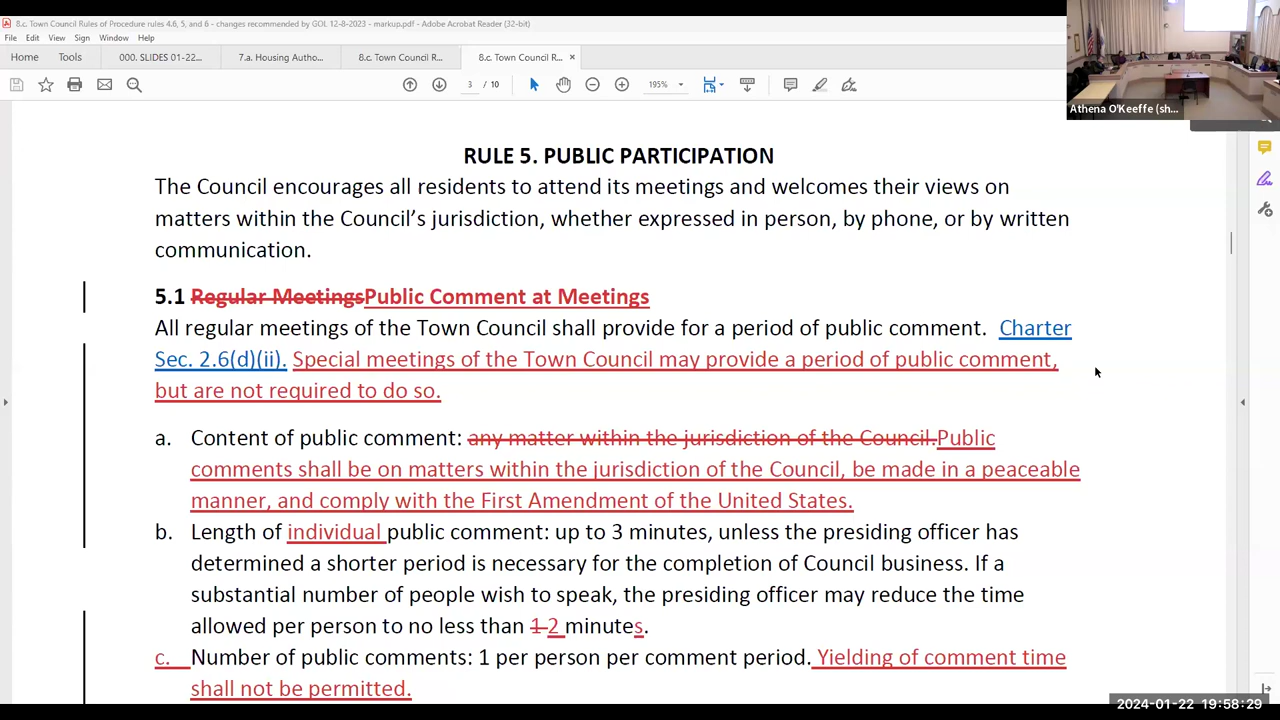 8.c. Town Council Rules of Procedure rules 4.6, 5, and 6 - changes recommended by GOL 12-8-2023 - markup.pdf - Adobe Acrobat Reader (32-bit)
File Edit View Sign Window Help
Home Tools 000. SLIDES 01-22... 7.a. Housing Autho... 8.c. Town Council R... 8.c. Town Council R... ×
3 / 10 195%
Athena O'Keeffe (sh...
RULE 5. PUBLIC PARTICIPATION
The Council encourages all residents to attend its meetings and welcomes their views on
matters within the Council’s jurisdiction, whether expressed in person, by phone, or by written
communication.
5.1 Regular MeetingsPublic Comment at Meetings
All regular meetings of the Town Council shall provide for a period of public comment. Charter
Sec. 2.6(d)(ii). Special meetings of the Town Council may provide a period of public comment,
but are not required to do so.
a. Content of public comment: any matter within the jurisdiction of the Council.Public
comments shall be on matters within the jurisdiction of the Council, be made in a peaceable
manner, and comply with the First Amendment of the United States.
b. Length of individual public comment: up to 3 minutes, unless the presiding officer has
determined a shorter period is necessary for the completion of Council business. If a
substantial number of people wish to speak, the presiding officer may reduce the time
allowed per person to no less than 1 2 minutes.
c. Number of public comments: 1 per person per comment period. Yielding of comment time
shall not be permitted.
2024-01-22 19:58:29